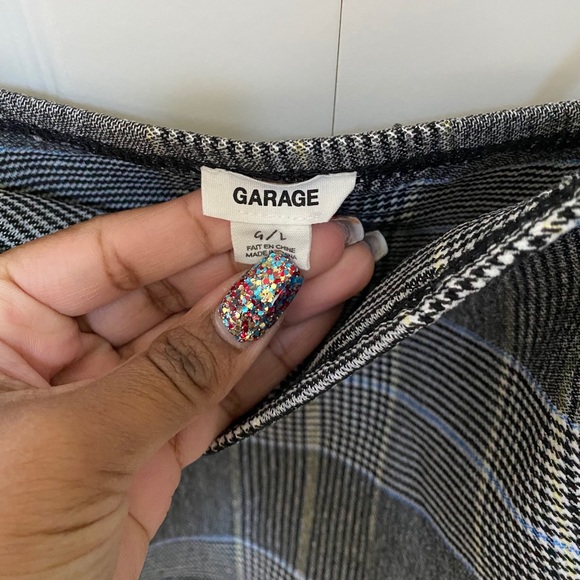 GARAGE
G/L
FAIT EN CHINE
MADE IN CHINA